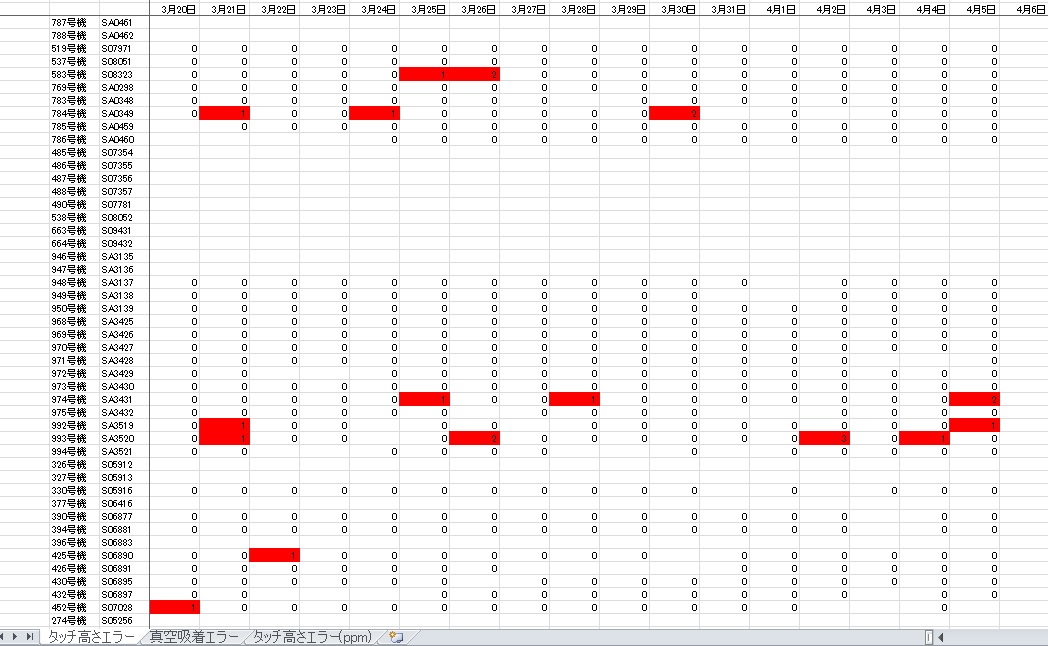 3月20日 3月21日 3月22日 3月23日 3月24日 3月25日 3月26日 3月27日 3月28日 3月29日 3月30日 3月31日 4月1日 4月2日 4月3日 4月4日 4月5日 4月6日
787号機 SA0461
788号機 SA0462
519号機 S07971 0 0 0 0 0 0 0 0 0 0 0 0 0 0 0 0 0
537号機 S08051 0 0 0 0 0 0 0 0 0 0 0 0 0 0 0 0 0
583号機 S08323 0 0 0 0 0 1 2 0 0 0 0 0 0 0 0 0 0
769号機 SA0298 0 0 0 0 0 0 0 0 0 0 0 0 0 0 0 0 0
783号機 SA0348 0 0 0 0 0 0 0 0 0 0 0 0 0 0 0
784号機 SA0349 0 1 0 0 1 0 0 0 0 0 2 0 0 0 0 0 0
785号機 SA0459 0 0 0 0 0 0 0 0 0 0 0 0 0 0 0 0
786号機 SA0460 0 0 0 0 0 0 0 0 0 0 0 0 0
485号機 S07354
486号機 S07355
487号機 S07356
488号機 S07357
490号機 S07781
538号機 S08052
663号機 S09431
664号機 S09432
946号機 SA3135
947号機 SA3136
948号機 SA3137 0 0 0 0 0 0 0 0 0 0 0 0 0 0 0 0
949号機 SA3138 0 0 0 0 0 0 0 0 0 0 0 0 0 0 0
950号機 SA3139 0 0 0 0 0 0 0 0 0 0 0 0 0 0 0 0 0
968号機 SA3425 0 0 0 0 0 0 0 0 0 0 0 0 0 0 0 0 0
969号機 SA3426 0 0 0 0 0 0 0 0 0 0 0 0 0 0 0 0 0
970号機 SA3427 0 0 0 0 0 0 0 0 0 0 0 0 0 0 0 0 0
971号機 SA3428 0 0 0 0 0 0 0 0 0 0 0 0 0 0
972号機 SA3429 0 0 0 0 0 0 0 0 0 0 0 0 0 0 0
973号機 SA3430 0 0 0 0 0 0 0 0 0 0 0 0 0 0 0 0 0
974号機 SA3431 0 0 0 0 0 1 0 0 1 0 0 0 0 0 0 0 2
975号機 SA3432 0 0 0 0 0 0 0 0 0 0 0 0
992号機 SA3519 0 1 0 0 0 0 0 0 0 0 0 0 0 0 0 1
993号機 SA3520 0 1 0 0 0 0 2 0 0 0 0 0 0 3 0 1 0
994号機 SA3521 0 0 0 0 0 0 0 0 0 0 0 0
326号機 S05912
327号機 S05913
330号機 S05916 0 0 0 0 0 0 0 0 0 0 0 0 0 0 0
377号機 S06416
390号機 S06877 0 0 0 0 0 0 0 0 0 0 0 0 0 0 0 0
394号機 S06881 0 0 0 0 0 0 0 0 0 0 0 0 0 0 0 0
396号機 S06883
425号機 S06890 0 0 1 0 0 0 0 0 0 0 0 0 0 0
426号機 S06891 0 0 0 0 0 0 0 0 0 0 0 0 0 0
430号機 S06895 0 0 0 0 0 0 0 0 0 0 0 0 0 0 0
432号機 S06897 0 0 0 0 0 0 0 0 0 0 0 0 0
452号機 S07028 1 0 0 0 0 0 0 0 0 0 0 0 0 0
274号機 S05256
タッチ高さエラー 真空吸着エラー タッチ高さエラー(ppm)